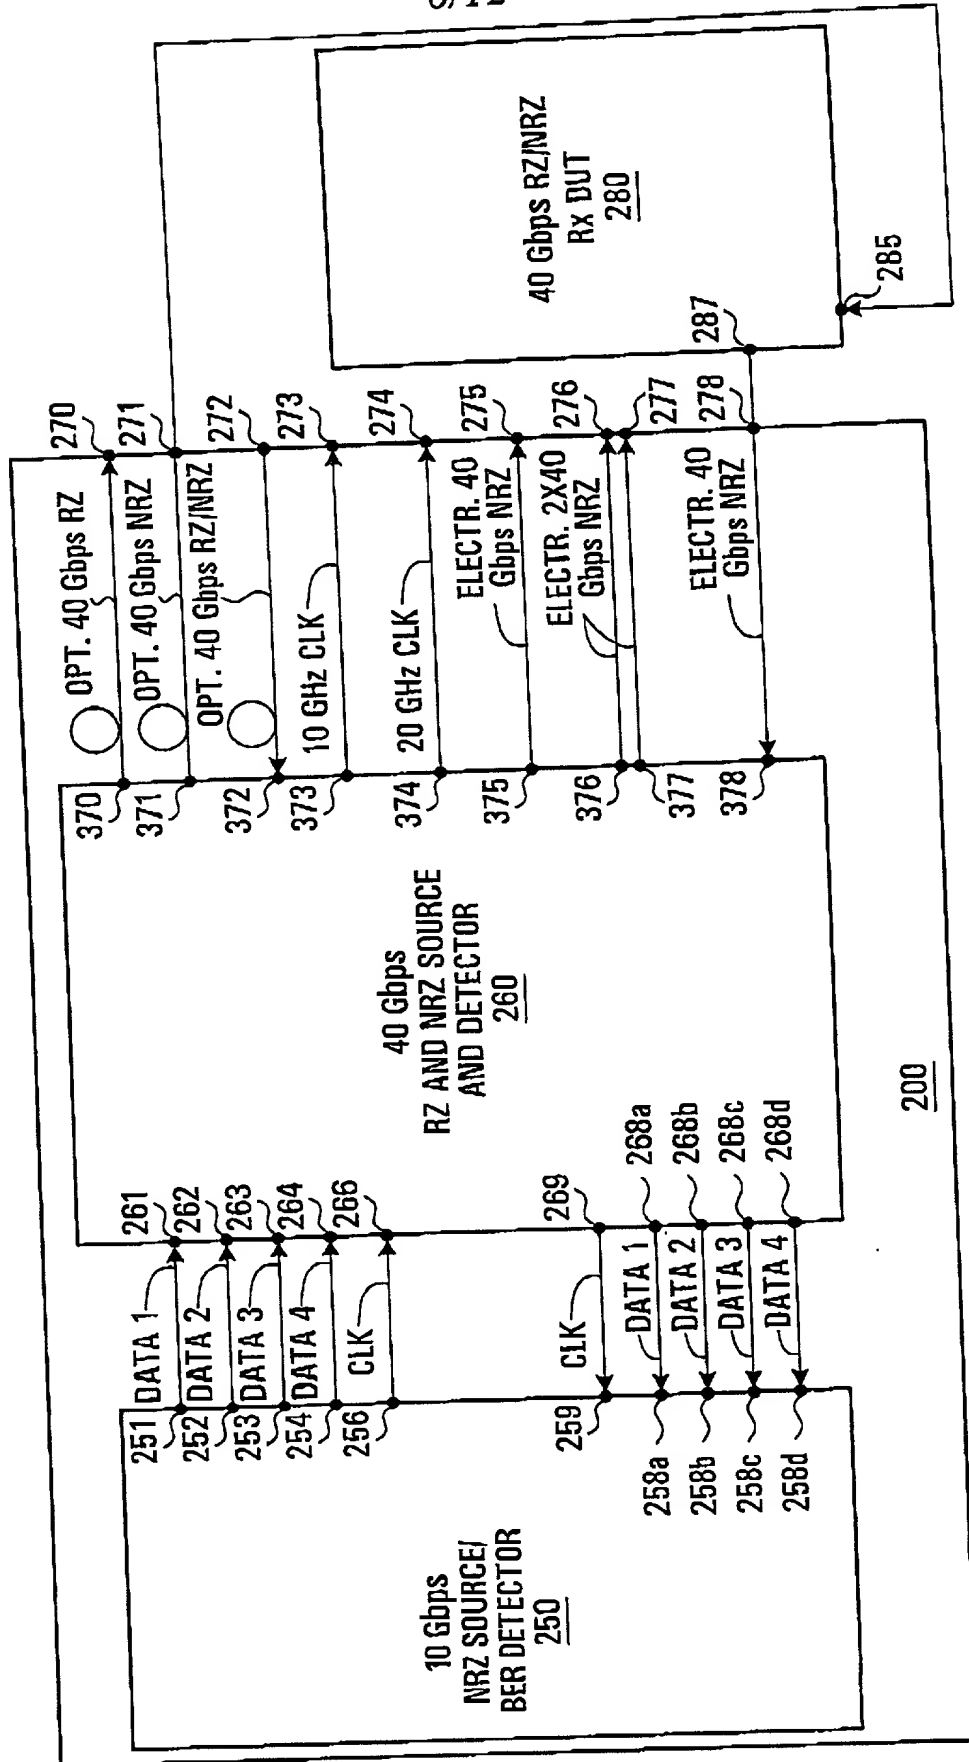 10 Gbps
NRZ SOURCE/
BER DETECTOR
250
251
252
253
254
256
259
258a
258b
258c
258d
DATA 1
DATA 2
DATA 3
DATA 4
CLK
CLK
DATA 1
DATA 2
DATA 3
DATA 4
261
262
263
264
266
269
268a
268b
268c
268d
40 Gbps
RZ AND NRZ SOURCE
AND DETECTOR
260
200
370
371
372
373
374
375
376
377
378
OPT. 40 Gbps RZ
OPT. 40 Gbps NRZ
OPT. 40 Gbps RZ/NRZ
10 GHz CLK
20 GHz CLK
ELECTR. 40
Gbps NRZ
ELECTR. 2X40
Gbps NRZ
ELECTR. 40
Gbps NRZ
270
271
272
273
274
275
276
277
278
287
285
40 Gbps RZ/NRZ
Rx DUT
280